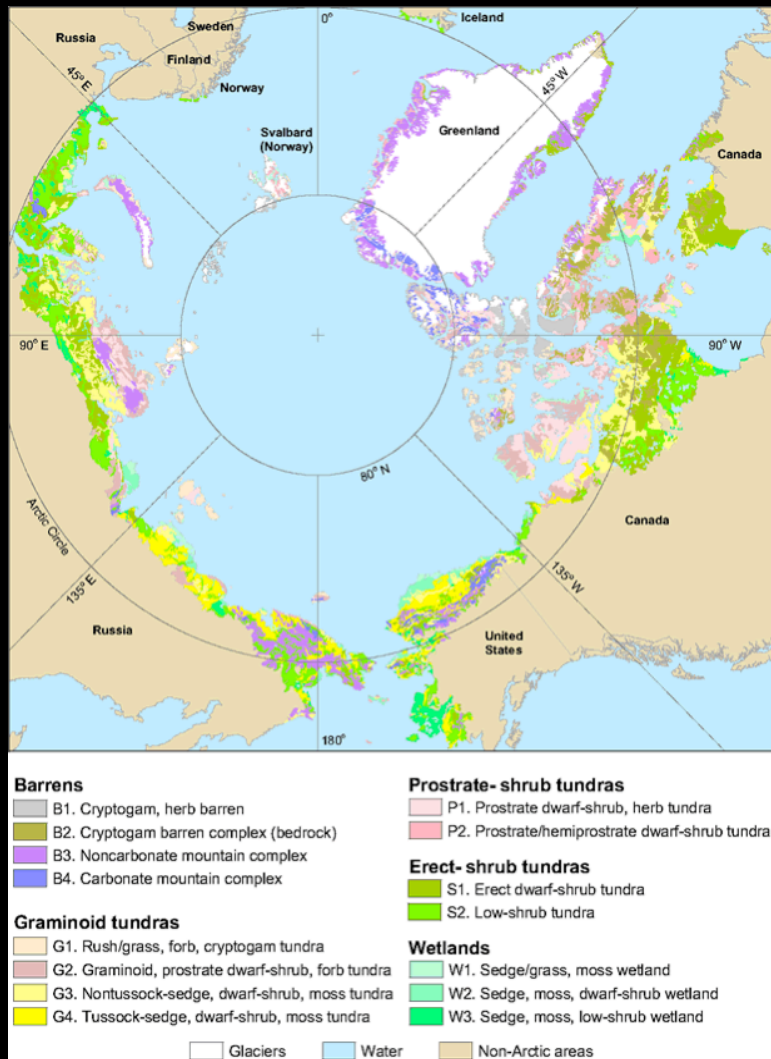 Russia
Sweden
Finland
Norway
0°
Iceland
45° E
45° W
Svalbard
(Norway)
Greenland
Canada
90° E
90° W
80° N
Arctic Circle
135° E
135° W
Canada
Russia
United
States
180°
Barrens
B1. Cryptogam, herb barren
B2. Cryptogam barren complex (bedrock)
B3. Noncarbonate mountain complex
B4. Carbonate mountain complex
Graminoid tundras
G1. Rush/grass, forb, cryptogam tundra
G2. Graminoid, prostrate dwarf-shrub, forb tundra
G3. Nontussock-sedge, dwarf-shrub, moss tundra
G4. Tussock-sedge, dwarf-shrub, moss tundra
Prostrate- shrub tundras
P1. Prostrate dwarf-shrub, herb tundra
P2. Prostrate/hemiprostrate dwarf-shrub tundra
Erect- shrub tundras
S1. Erect dwarf-shrub tundra
S2. Low-shrub tundra
Wetlands
W1. Sedge/grass, moss wetland
W2. Sedge, moss, dwarf-shrub wetland
W3. Sedge, moss, low-shrub wetland
Glaciers
Water
Non-Arctic areas